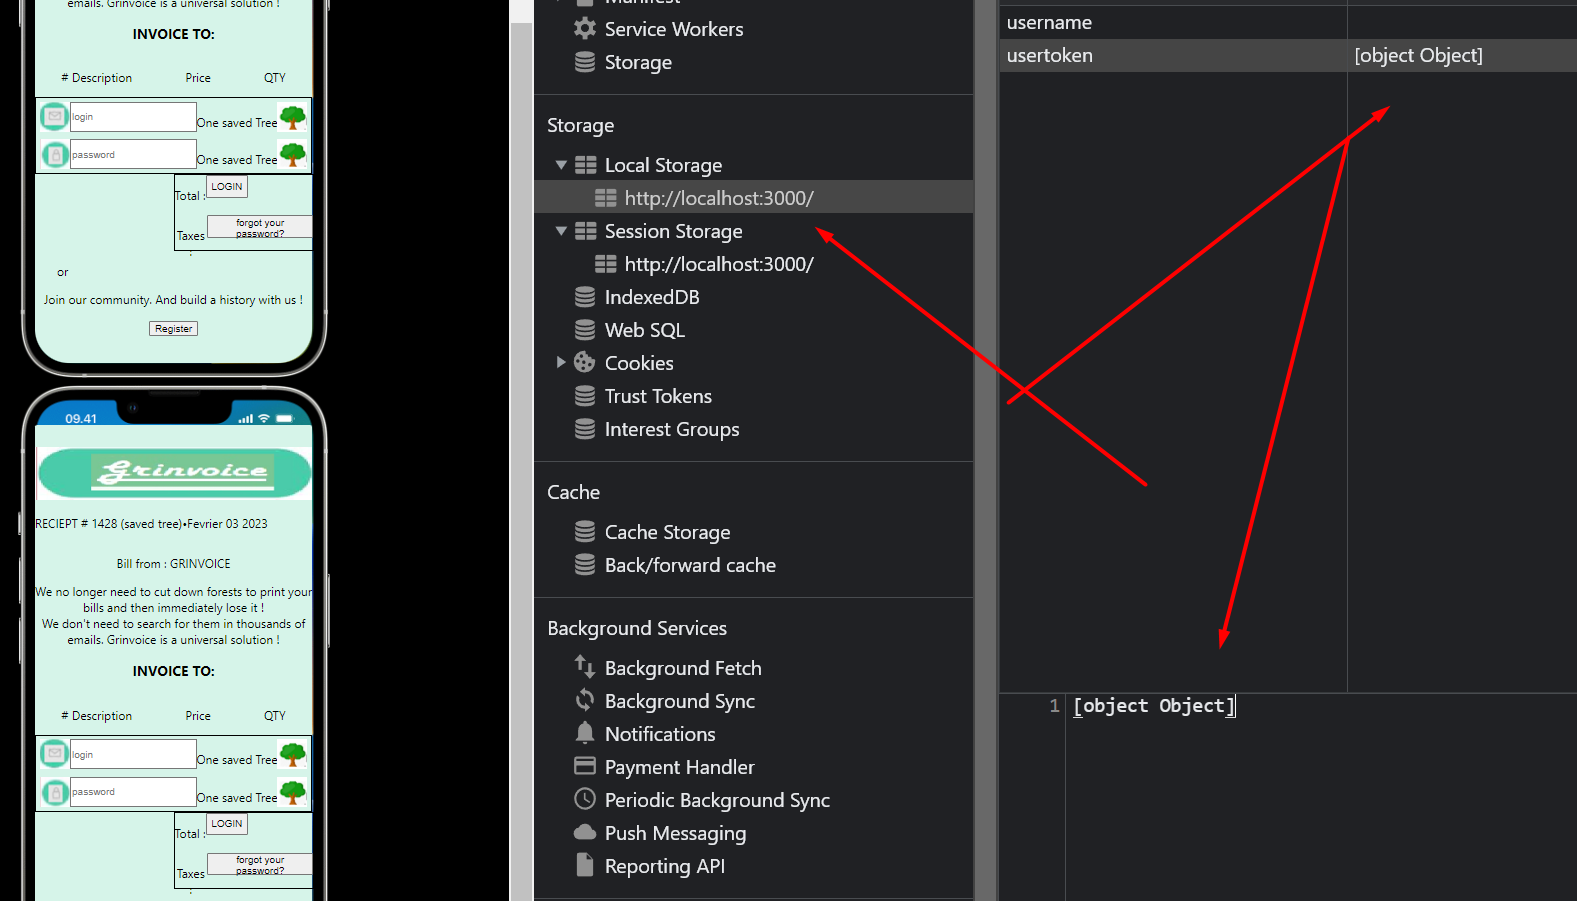 emails. Grinvoice is a universal solution !
INVOICE TO:
# Description Price QTY
login One saved Tree
password One saved Tree
Total : LOGIN
Taxes : forgot your password?
or
Join our community. And build a history with us !
Register
09.41
Grinvoice
RECIEPT # 1428 (saved tree)•Fevrier 03 2023
Bill from : GRINVOICE
We no longer need to cut down forests to print your
bills and then immediately lose it !
We don't need to search for them in thousands of
emails. Grinvoice is a universal solution !
INVOICE TO:
# Description Price QTY
login One saved Tree
password One saved Tree
Total : LOGIN
Taxes : forgot your password?
Manifest
Service Workers
Storage
Storage
Local Storage
http://localhost:3000/
Session Storage
http://localhost:3000/
IndexedDB
Web SQL
Cookies
Trust Tokens
Interest Groups
Cache
Cache Storage
Back/forward cache
Background Services
Background Fetch
Background Sync
Notifications
Payment Handler
Periodic Background Sync
Push Messaging
Reporting API
username
usertoken [object Object]
1 [object Object]